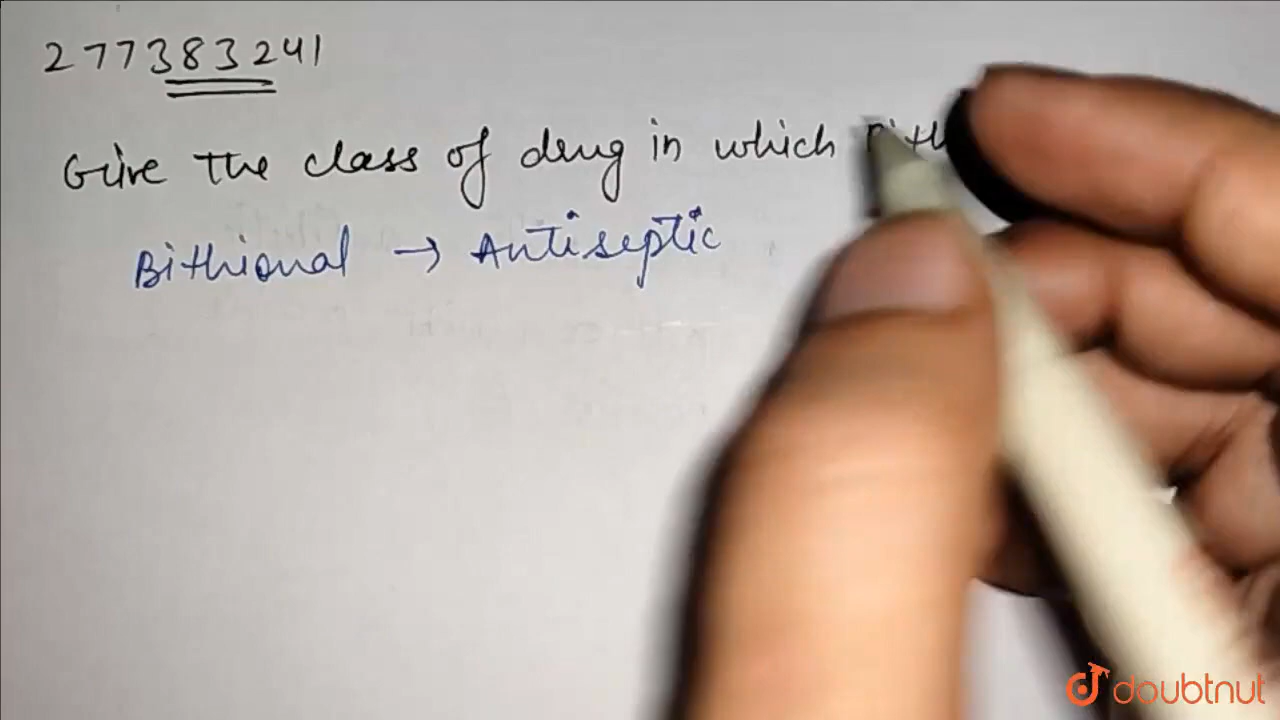 277383241
Give the class of drug in which
Bithional → Antiseptic
doubtnut